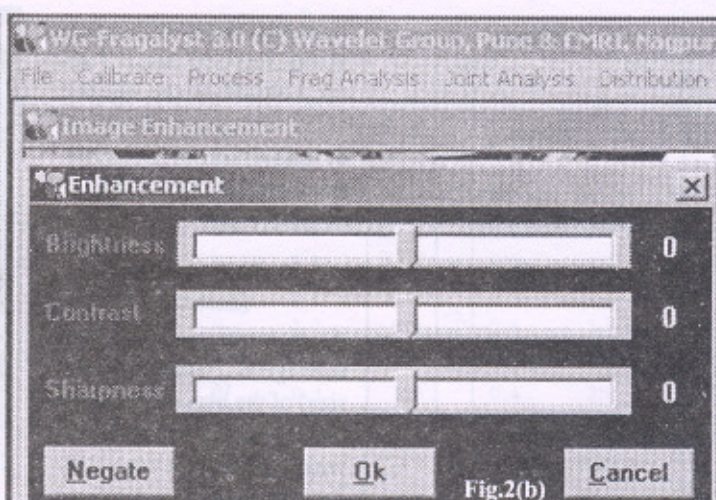 WG-Fragalyst 3.0 (C) Wavelet Group, Pune & CMRI, Nagpur
File Calibrate Process Frag Analysis Joint Analysis Distribution
Image Enhancement
Enhancement
Brightness 0
Contrast 0
Sharpness 0
Negate Ok Cancel
Fig.2(b)